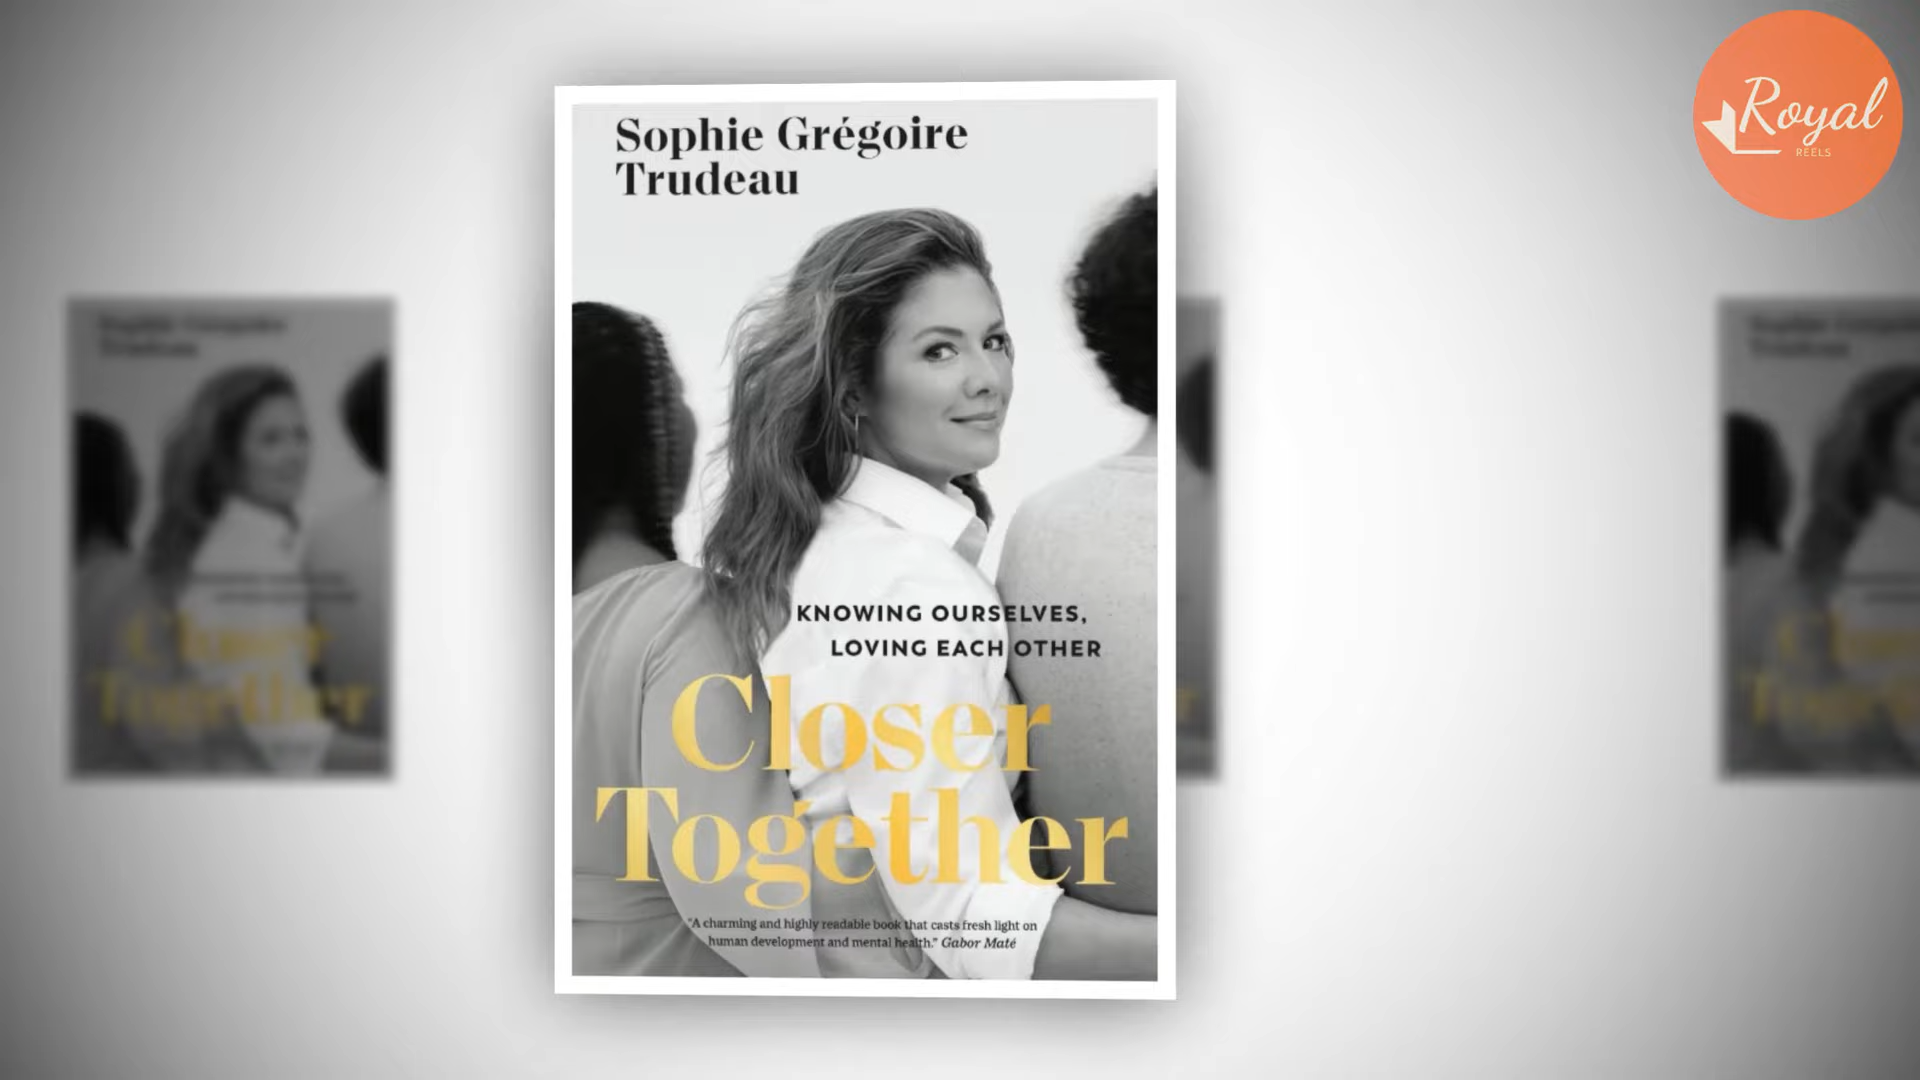 Sophie Grégoire
Trudeau
KNOWING OURSELVES,
LOVING EACH OTHER
Closer
Together
"A charming and highly readable book that casts fresh light on
human development and mental health." Gabor Maté
Royal
REELS